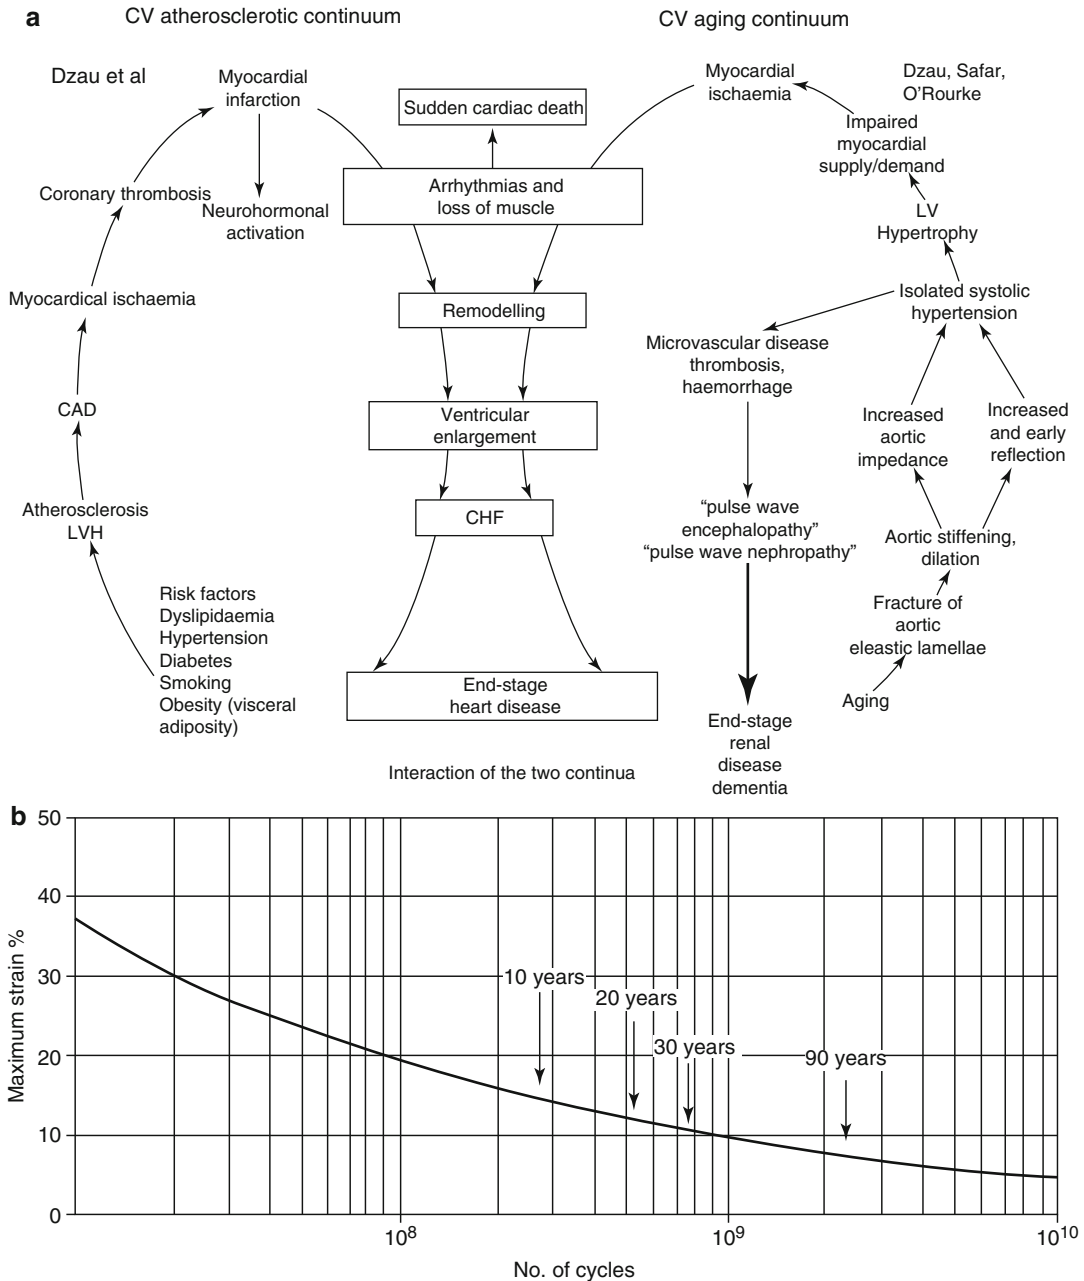 a
CV atherosclerotic continuum
CV aging continuum
Dzau et al
Myocardial
infarction
Sudden cardiac death
Myocardial
ischaemia
Dzau, Safar,
O'Rourke
Impaired
myocardial
supply/demand
Arrhythmias and
loss of muscle
Coronary thrombosis
Neurohormonal
activation
LV
Hypertrophy
Myocardical ischaemia
Remodelling
Isolated systolic
hypertension
Microvascular disease
thrombosis,
haemorrhage
CAD
Ventricular
enlargement
Increased
aortic
impedance
Increased
and early
reflection
Atherosclerosis
LVH
CHF
“pulse wave
encephalopathy”
“pulse wave nephropathy”
Aortic stiffening,
dilation
Risk factors
Dyslipidaemia
Hypertension
Diabetes
Smoking
Obesity (visceral
adiposity)
Fracture of
aortic
eleastic lamellae
End-stage
heart disease
Aging
End-stage
renal
disease
dementia
Interaction of the two continua
b
50
40
30
20
10
0
Maximum strain %
10 years
20 years
30 years
90 years
10⁸
10⁹
10¹⁰
No. of cycles